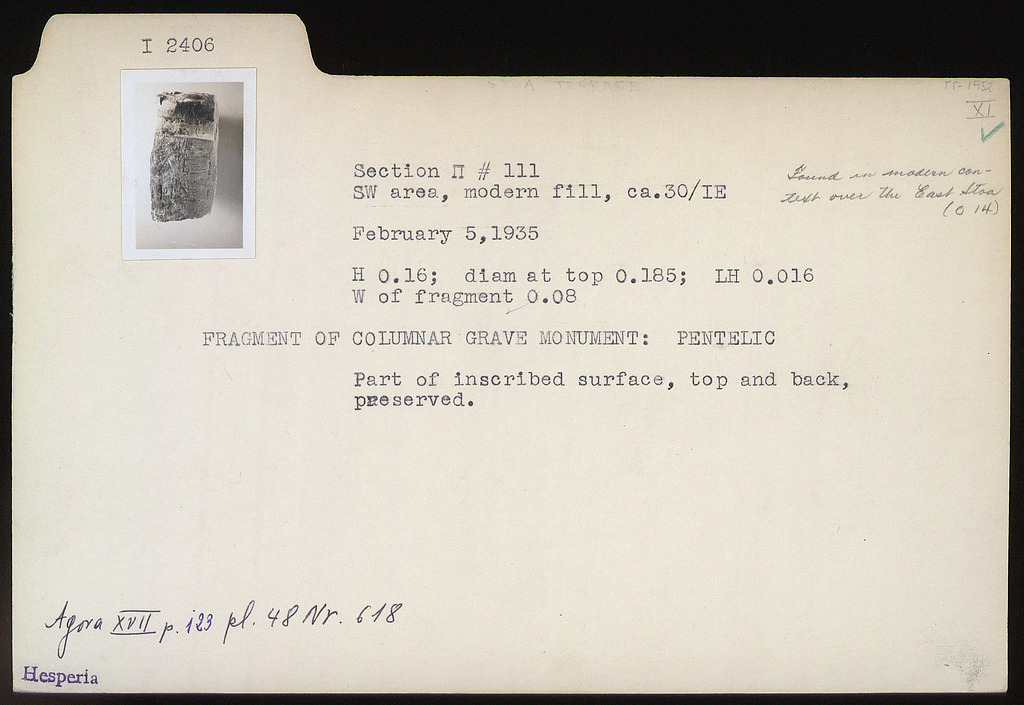 I 2406
XI
Section Π # 111
SW area, modern fill, ca.30/IE
Found in modern con-
text over the East Stoa
(O 14)
February 5,1935
H 0.16; diam at top 0.185; LH 0.016
W of fragment 0.08
FRAGMENT OF COLUMNAR GRAVE MONUMENT: PENTELIC
Part of inscribed surface, top and back,
preserved.
Agora XVII p. 123 pl. 48 Nr. 618
Hesperia